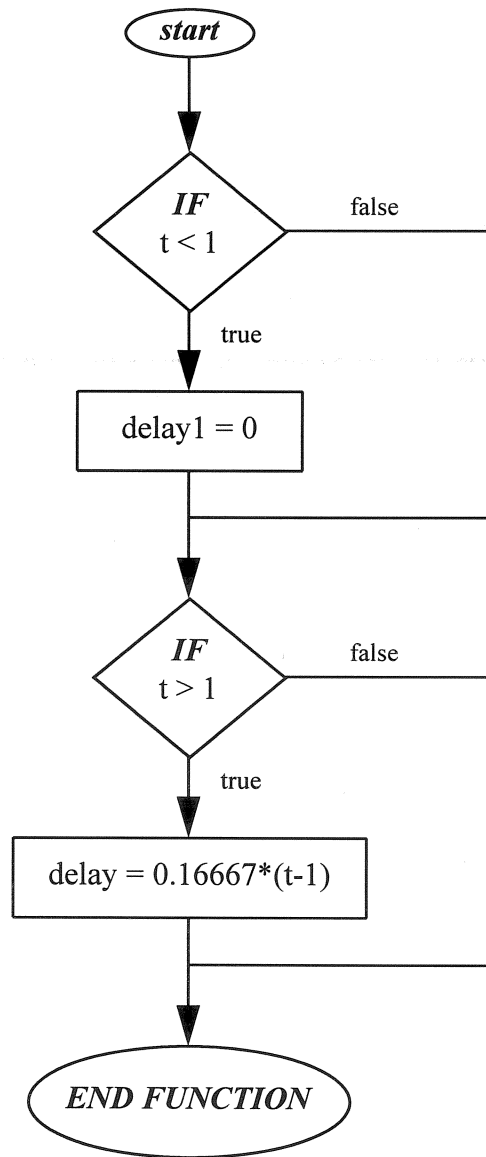 start
IF
t < 1
false
true
delay1 = 0
IF
t > 1
false
true
delay = 0.16667*(t-1)
END FUNCTION